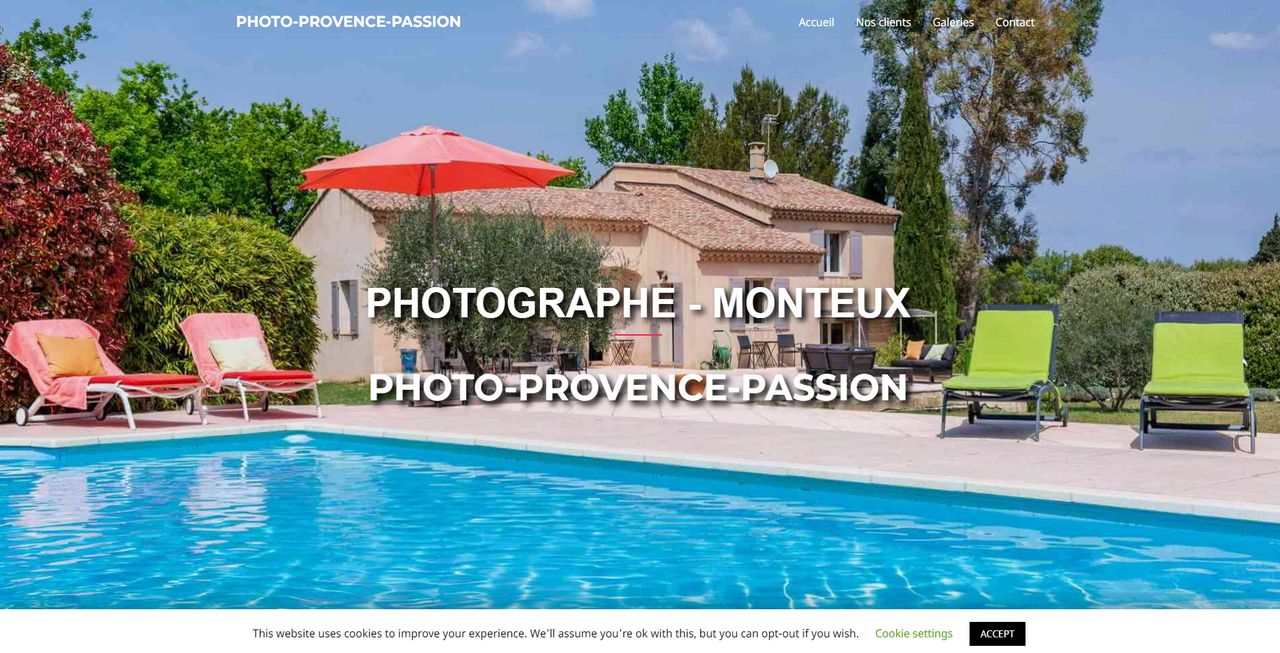 PHOTO-PROVENCE-PASSION
Accueil Nos clients Galeries Contact
PHOTOGRAPHE - MONTEUX
PHOTO-PROVENCE-PASSION
This website uses cookies to improve your experience. We'll assume you're ok with this, but you can opt-out if you wish. Cookie settings ACCEPT